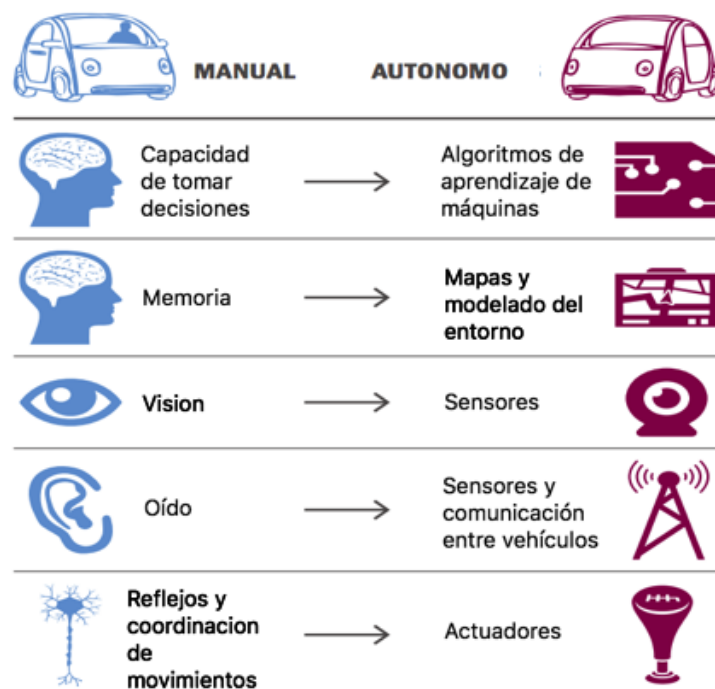 MANUAL AUTONOMO
Capacidad
de tomar
decisiones
Algoritmos de
aprendizaje de
máquinas
Memoria
Mapas y
modelado del
entorno
Vision
Sensores
Oído
Sensores y
comunicación
entre vehículos
Reflejos y
coordinacion
de
movimientos
Actuadores